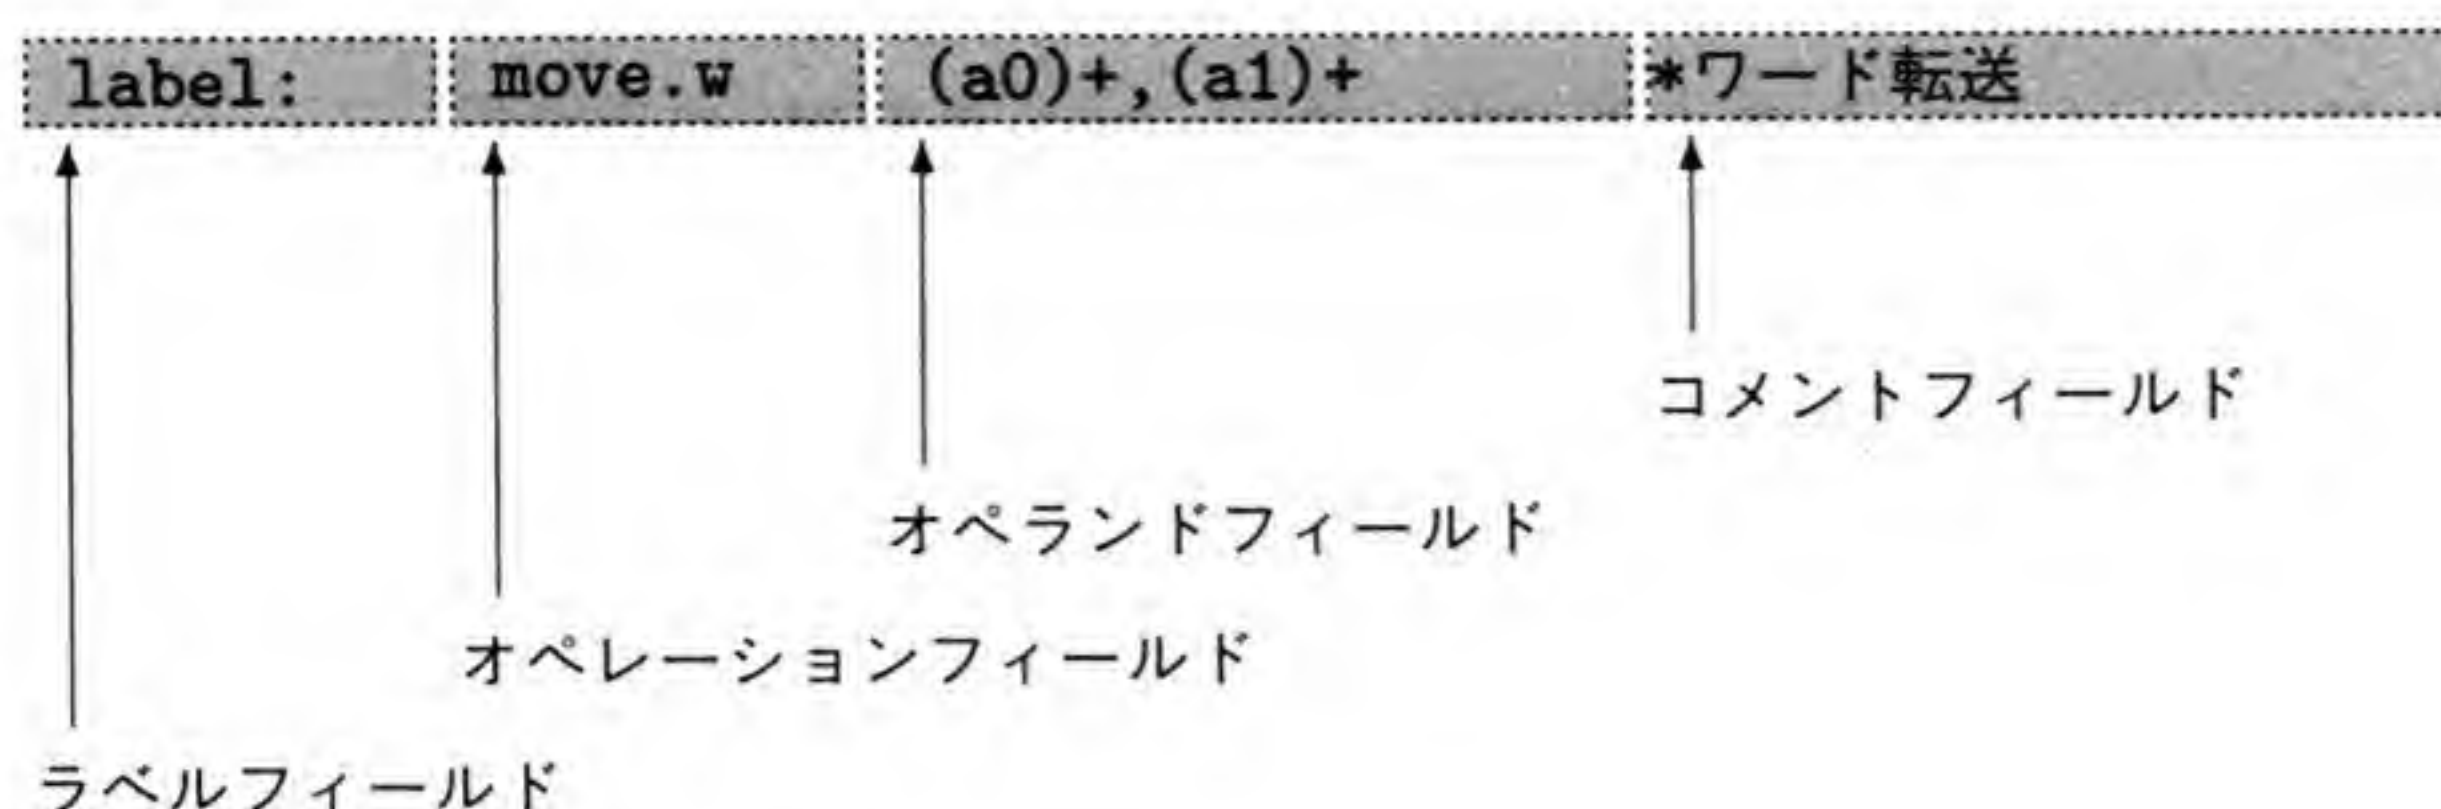 label: move.w (a0)+,(a1)+ *ワード転送
コメントフィールド
オペランドフィールド
オペレーションフィールド
ラベルフィールド